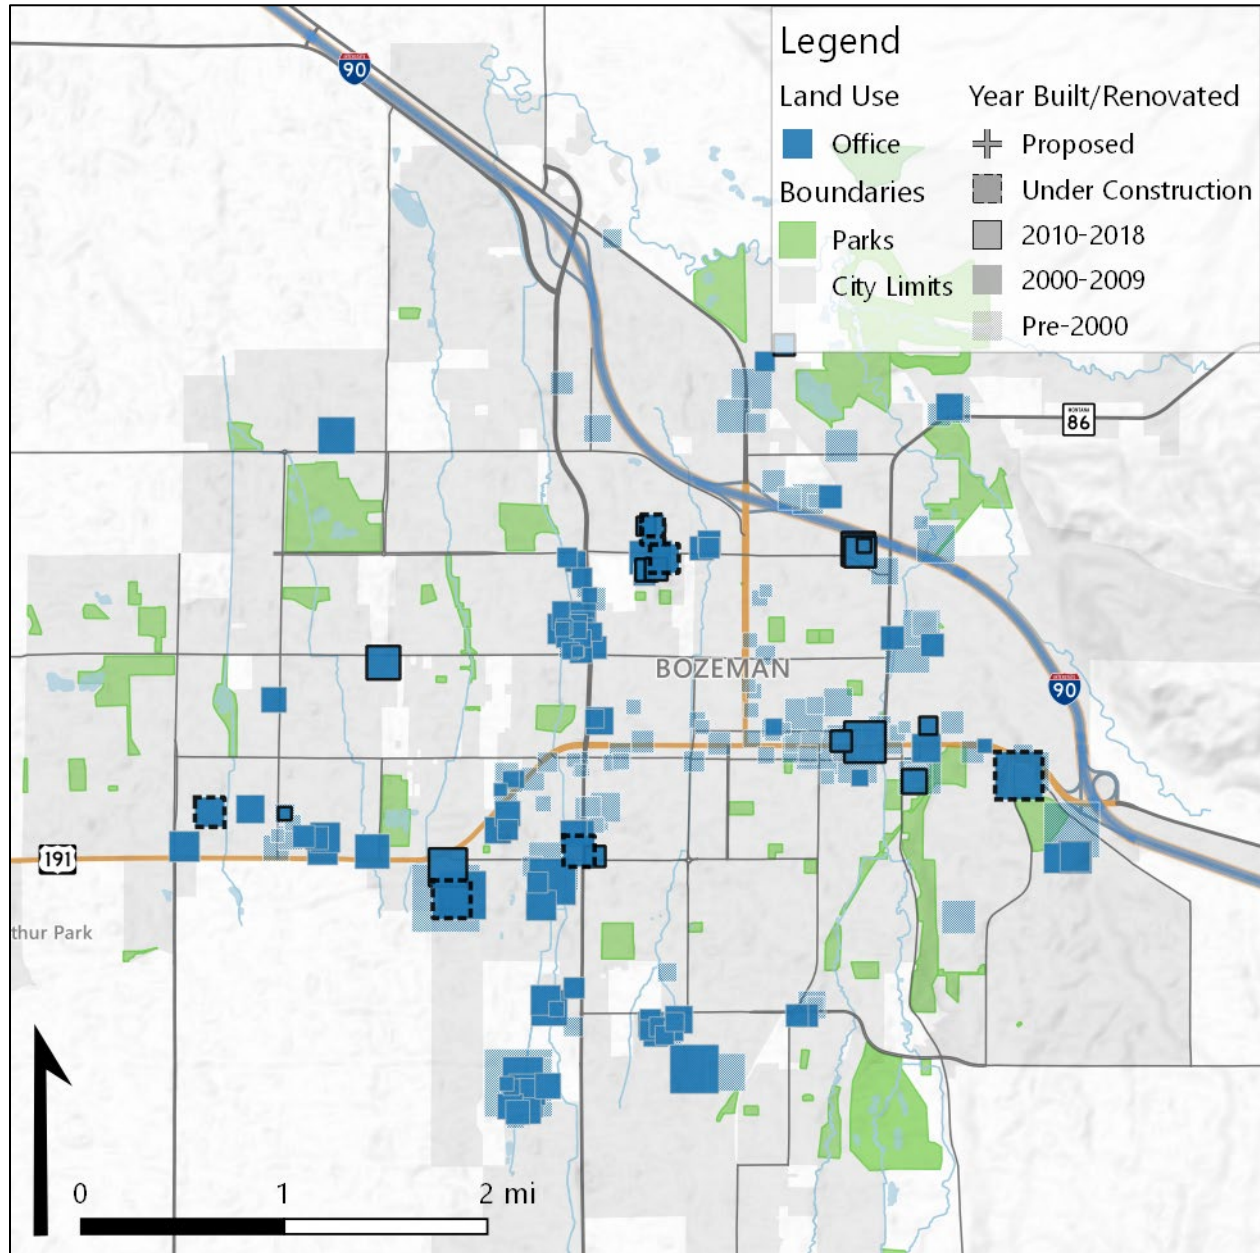 Legend
Land Use
Year Built/Renovated
Office
Proposed
Boundaries
Under Construction
Parks
2010-2018
City Limits
2000-2009
Pre-2000
90
MONTANA
86
BOZEMAN
90
191
thur Park
0 1 2 mi